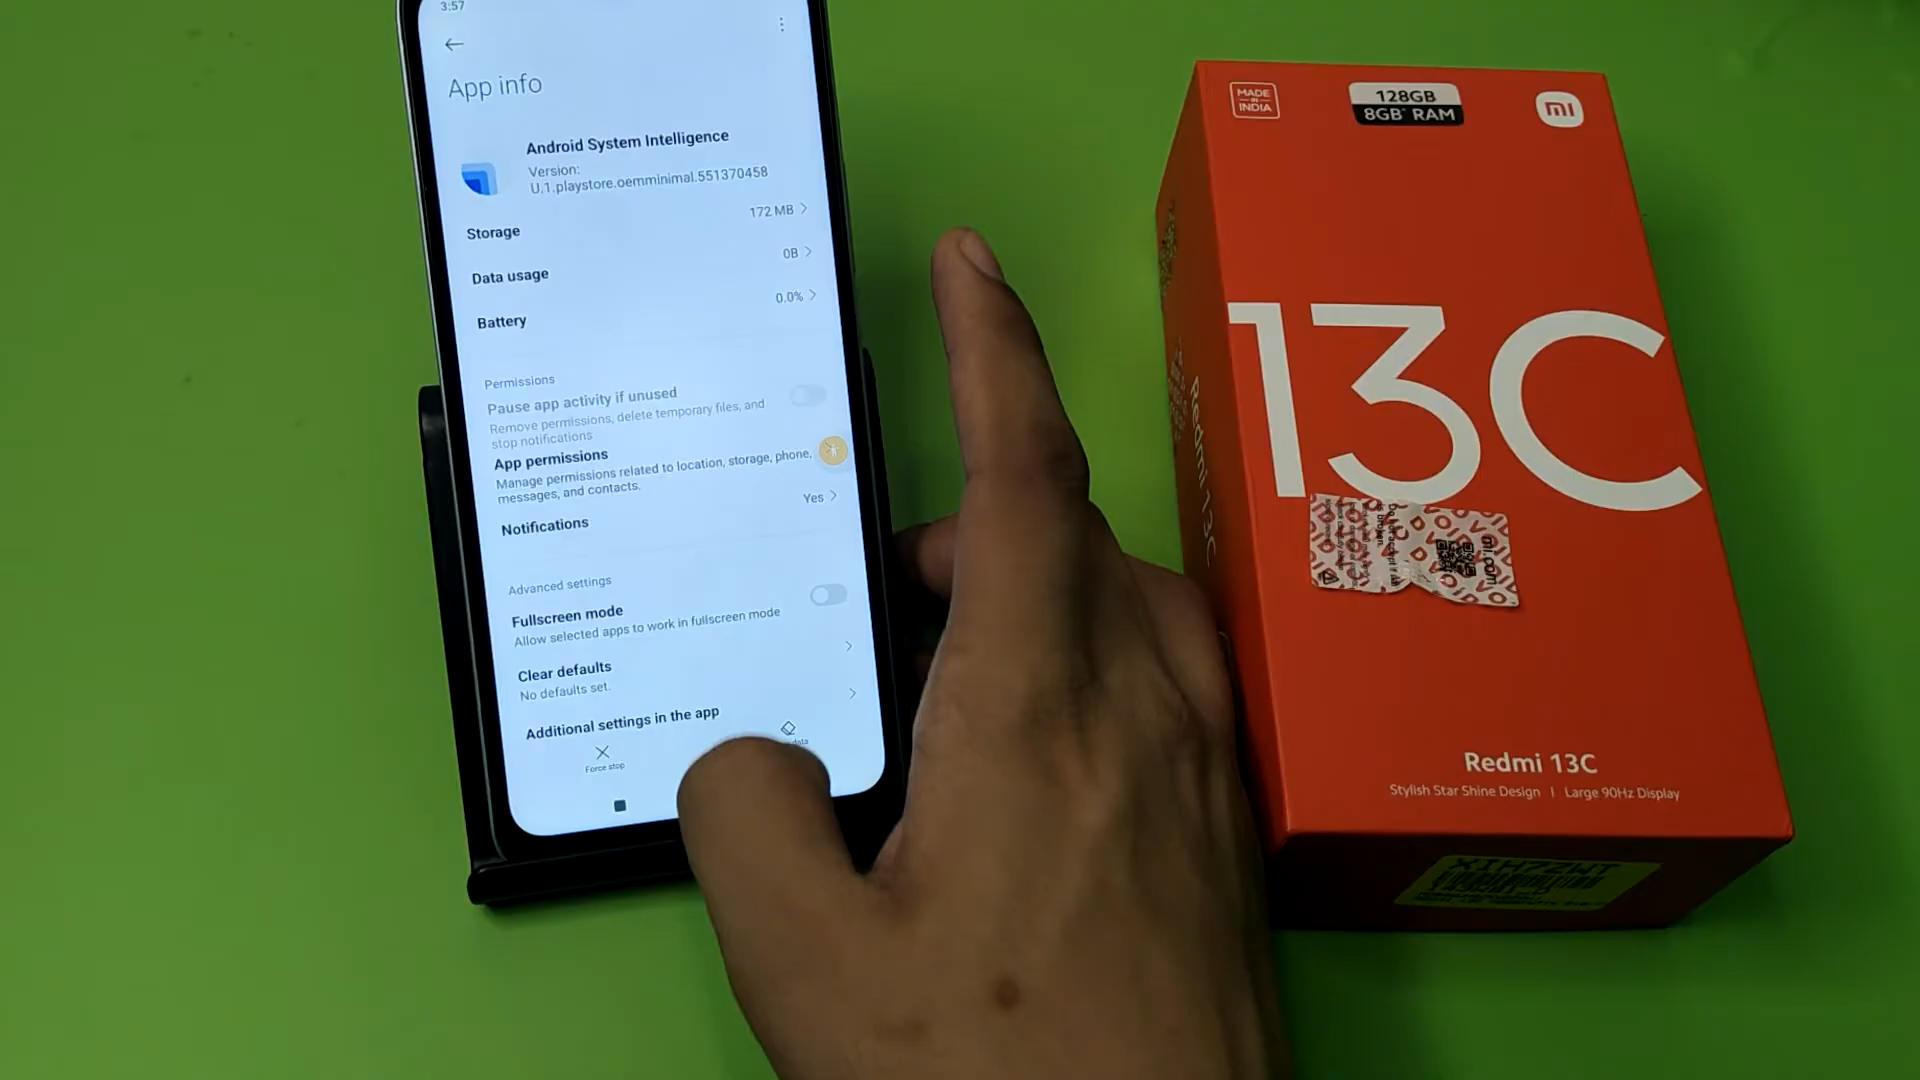 3:57
App info
Android System Intelligence
Version:
U.1.playstore.oemminimal.551370458
Storage
172 MB
Data usage
0B
Battery
0.0%
Permissions
Pause app activity if unused
Remove permissions, delete temporary files, and
stop notifications
App permissions
Manage permissions related to location, storage, phone,
messages, and contacts.
Notifications
Yes
Advanced settings
Fullscreen mode
Allow selected apps to work in fullscreen mode
Clear defaults
No defaults set.
Additional settings in the app
Force stop
data
MADE
IN
INDIA
128GB
8GB* RAM
mi
13C
Redmi 13C
mi.com
VOID
Redmi 13C
Stylish Star Shine Design | Large 90Hz Display